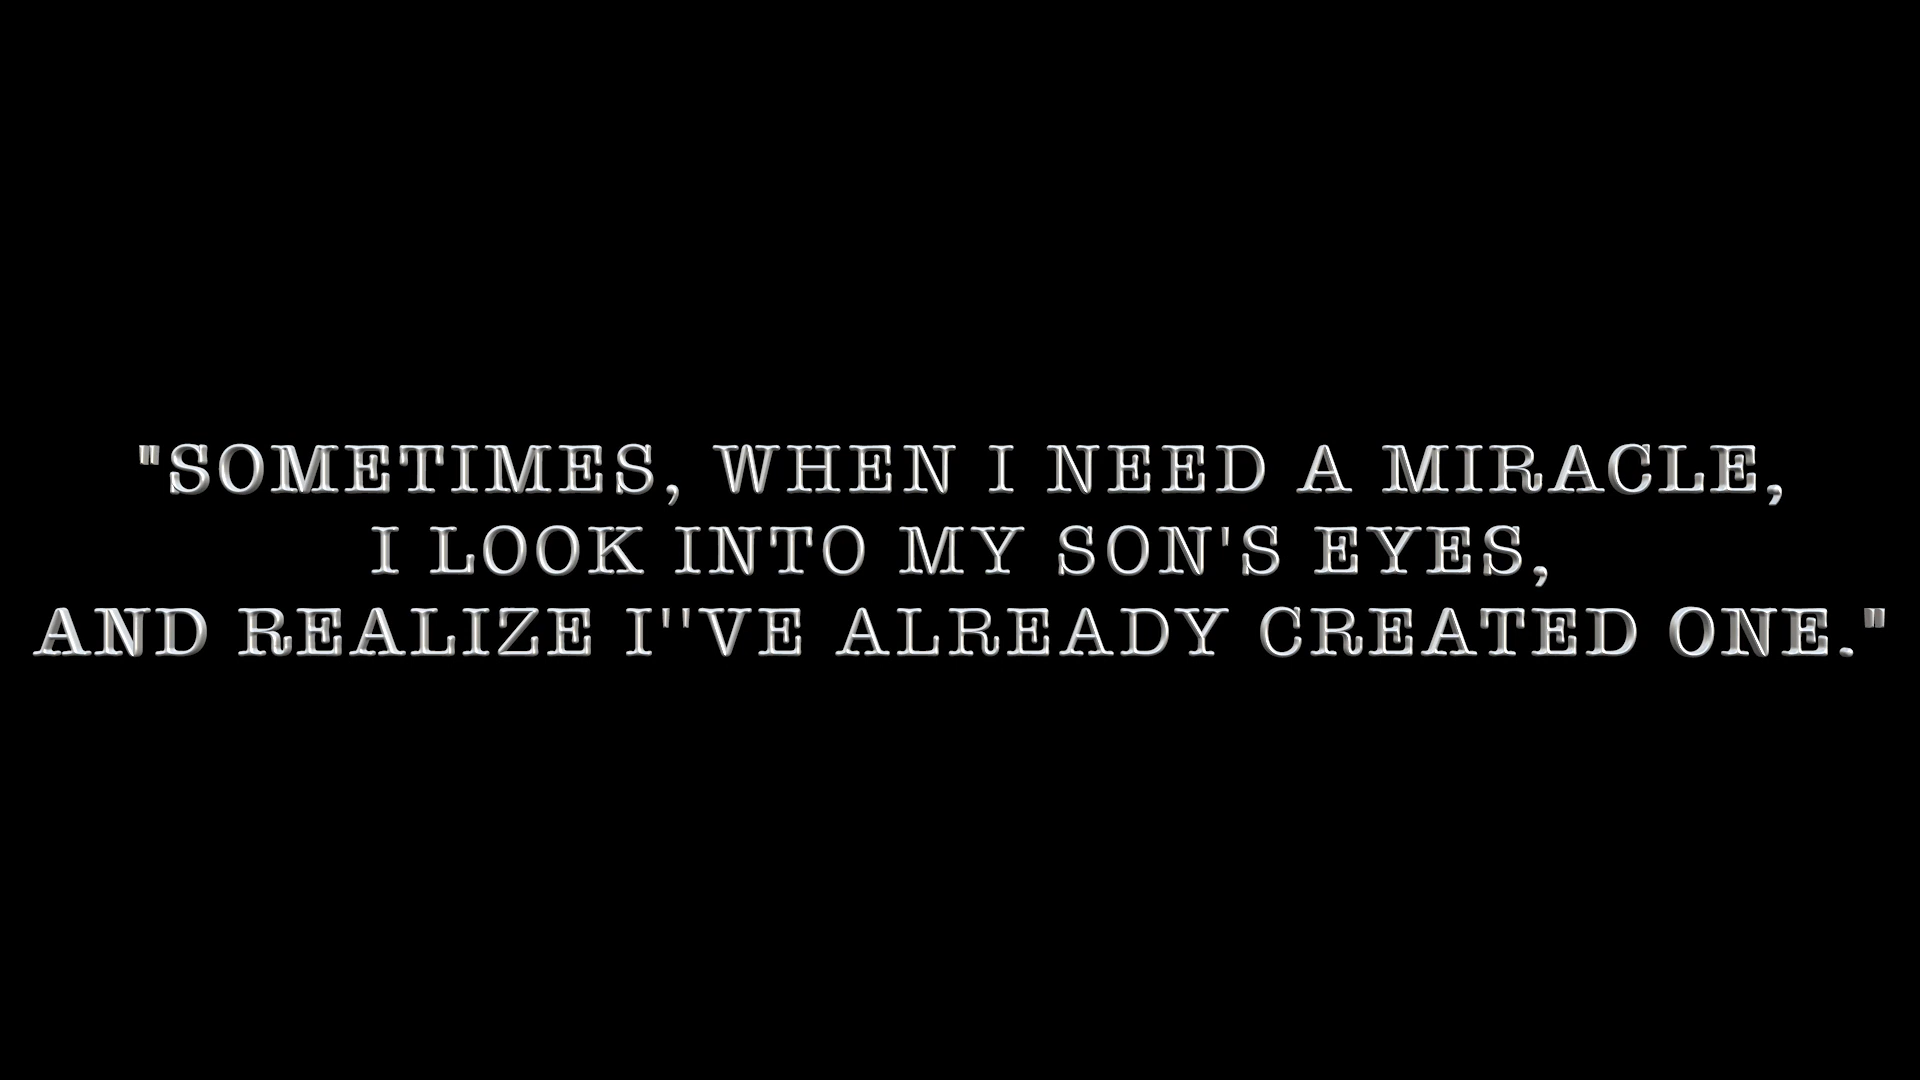 "SOMETIMES, WHEN I NEED A MIRACLE,
I LOOK INTO MY SON'S EYES,
AND REALIZE I''VE ALREADY CREATED ONE."